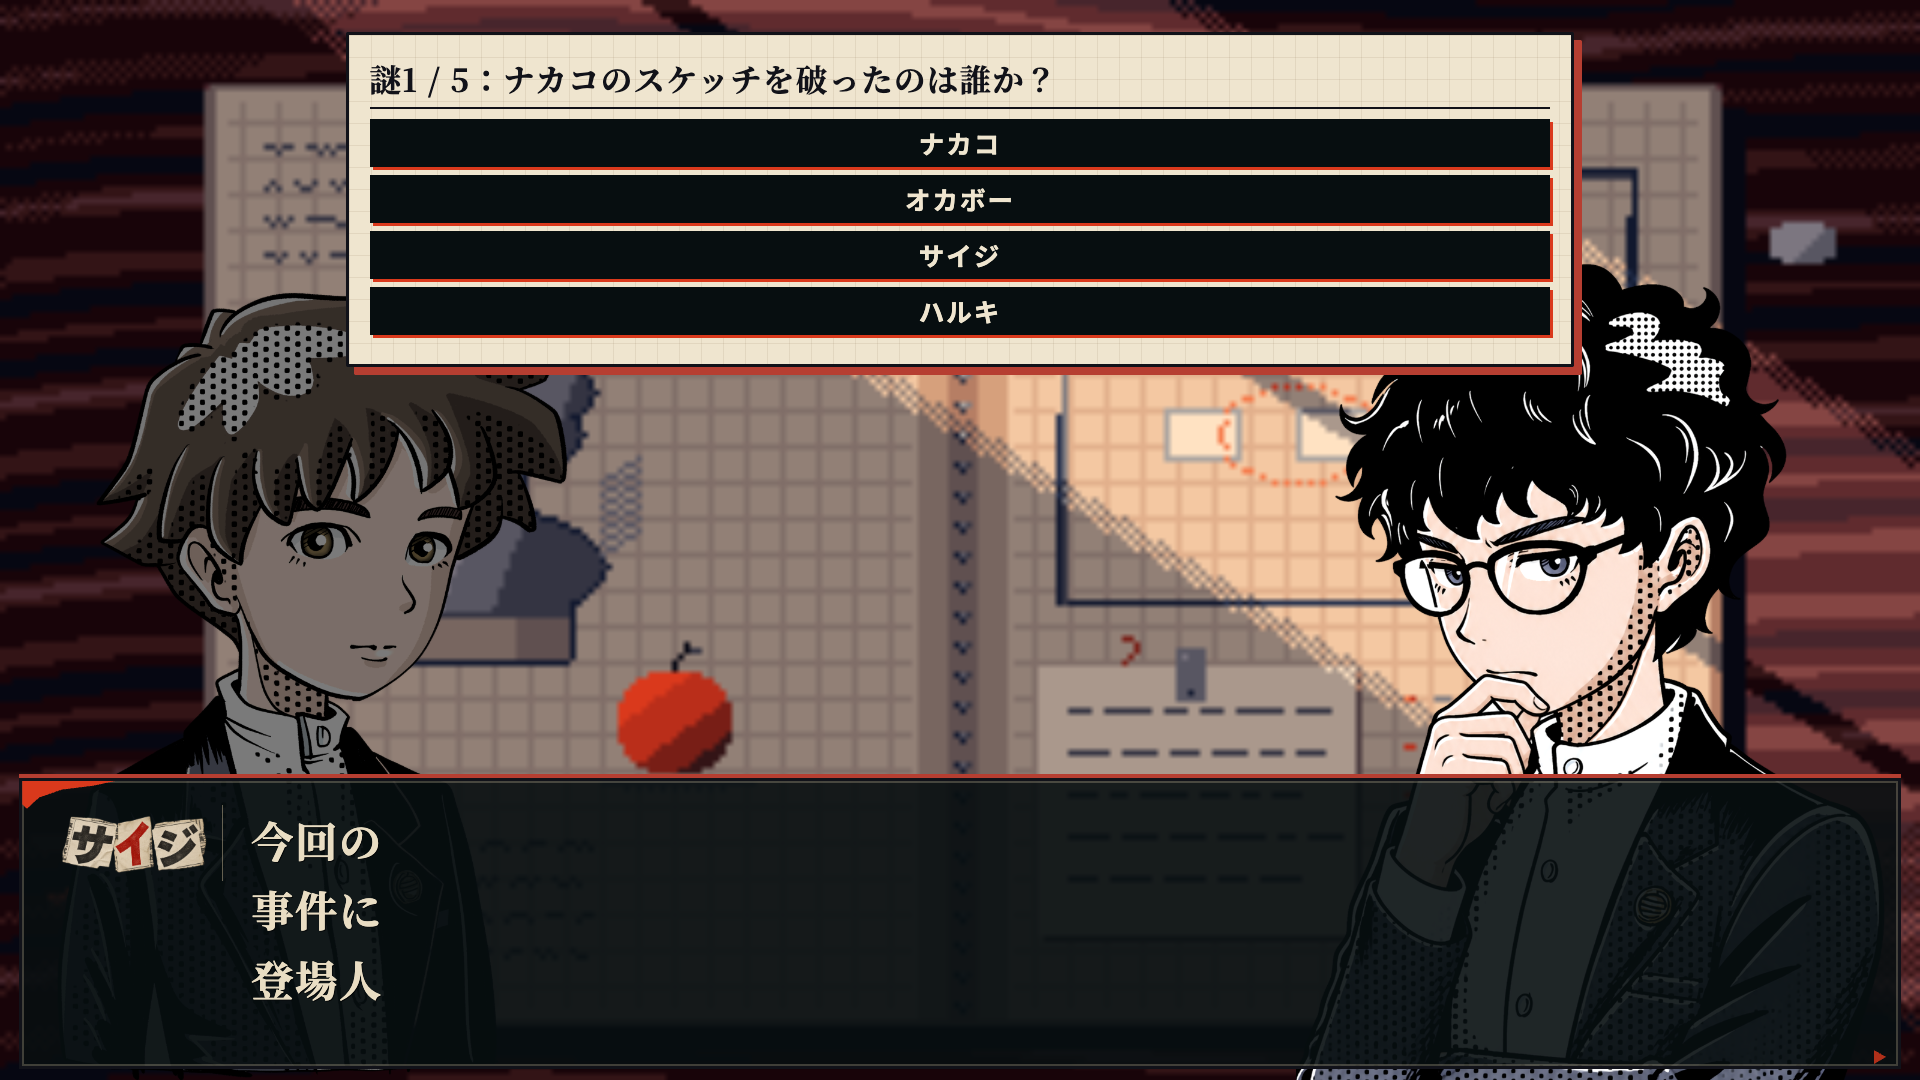 謎1 / 5：ナカコのスケッチを破ったのは誰か？
ナカコ
オカボー
サイジ
ハルキ
サイジ
今回の
事件に
登場人